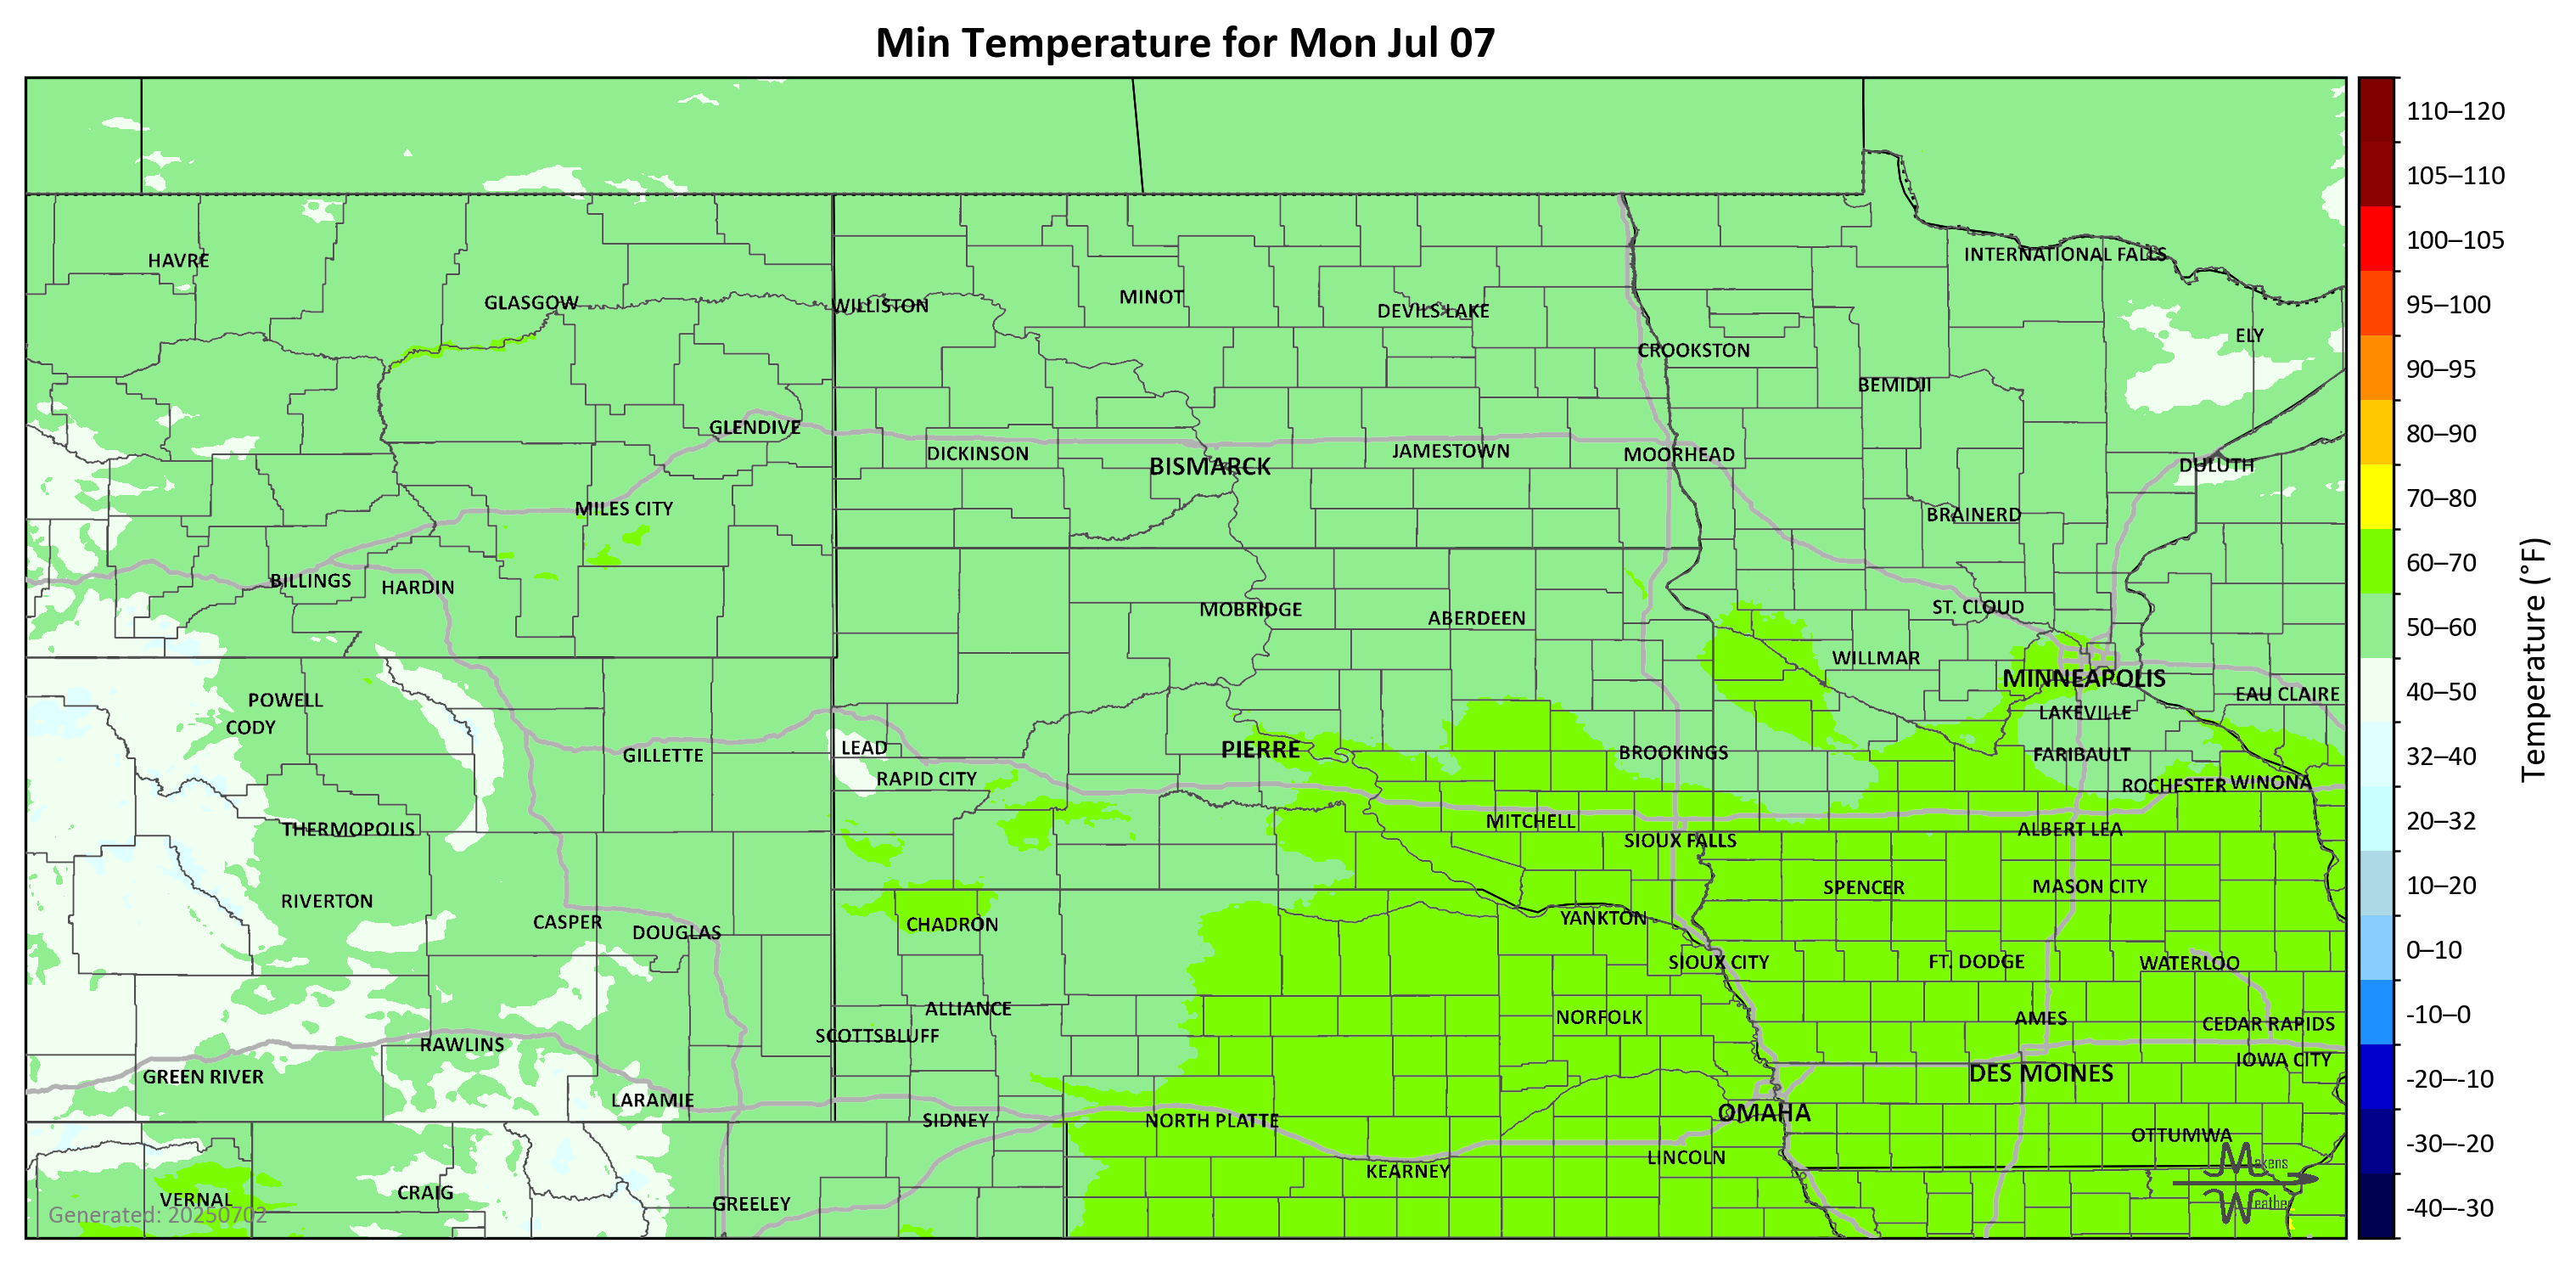 Min Temperature for Mon Jul 07
110–120
105–110
100–105
95–100
90–95
80–90
70–80
60–70
50–60
40–50
32–40
20–32
10–20
0–10
-10–0
-20–-10
-30–-20
-40–-30
Temperature (°F)
HAVRE
INTERNATIONAL FALLS
GLASGOW
WILLISTON
MINOT
DEVILS LAKE
ELY
CROOKSTON
BEMIDJI
GLENDIVE
DICKINSON
BISMARCK
JAMESTOWN
MOORHEAD
DULUTH
MILES CITY
BRAINERD
BILLINGS
HARDIN
MOBRIDGE
ABERDEEN
ST. CLOUD
WILLMAR
MINNEAPOLIS
POWELL
EAU CLAIRE
CODY
LAKEVILLE
GILLETTE
LEAD
PIERRE
BROOKINGS
FARIBAULT
RAPID CITY
ROCHESTER
WINONA
THERMOPOLIS
MITCHELL
SIOUX FALLS
ALBERT LEA
RIVERTON
SPENCER
MASON CITY
CASPER
DOUGLAS
CHADRON
YANKTON
SIOUX CITY
FT. DODGE
WATERLOO
ALLIANCE
NORFOLK
AMES
CEDAR RAPIDS
SCOTTSBLUFF
RAWLINS
IOWA CITY
GREEN RIVER
DES MOINES
LARAMIE
SIDNEY
NORTH PLATTE
OMAHA
OTTUMWA
KEARNEY
LINCOLN
VERNAL
CRAIG
GREELEY
Generated: 20250702
Makens
Weather